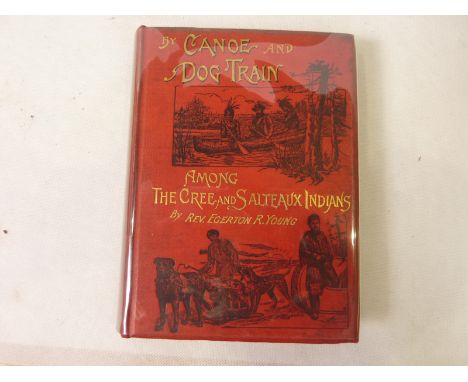 BY CANOE AND
DOG TRAIN
AMONG
THE CREE AND SALTEAUX INDIANS
BY REV. EGERTON R. YOUNG